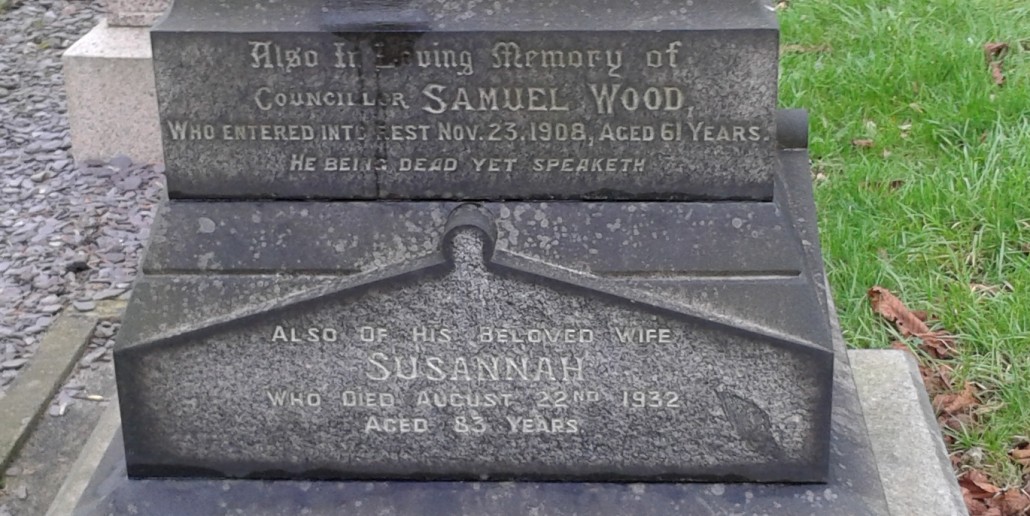 Also In Loving Memory of
COUNCILLOR SAMUEL WOOD,
WHO ENTERED INTO REST NOV. 23, 1908, AGED 61 YEARS.
HE BEING DEAD YET SPEAKETH
ALSO OF HIS BELOVED WIFE
SUSANNAH
WHO DIED AUGUST 22ND 1932
AGED 83 YEARS